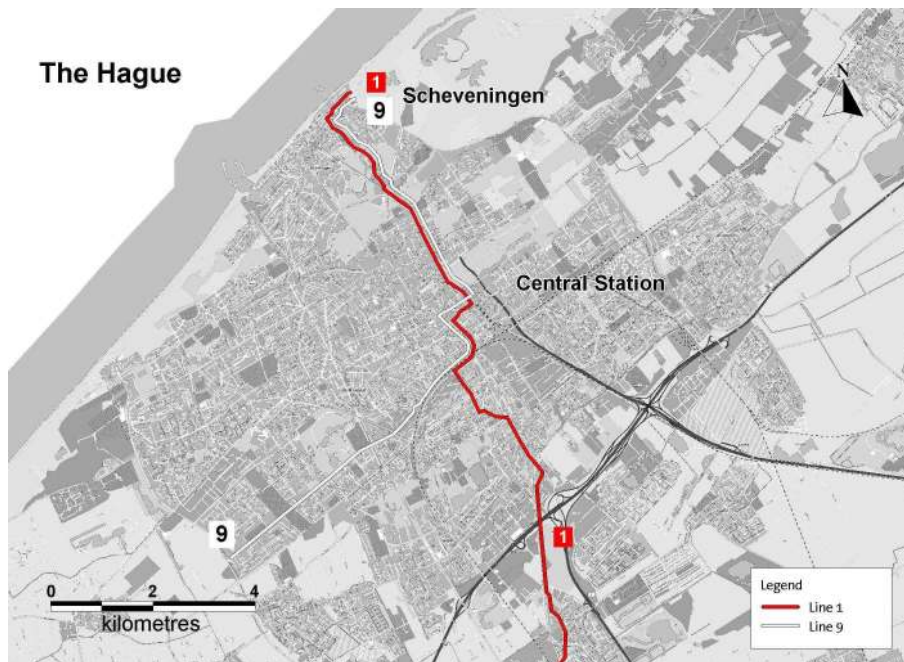 The Hague
1
9
Scheveningen
N
Central Station
9
1
0 2 4
kilometres
Legend
Line 1
Line 9